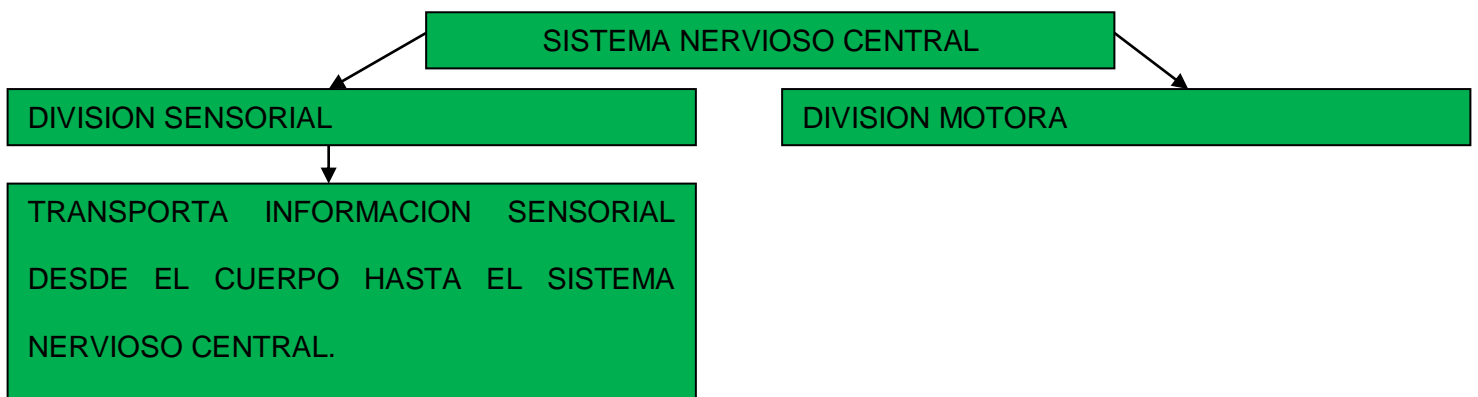 SISTEMA NERVIOSO CENTRAL
DIVISION SENSORIAL
DIVISION MOTORA
TRANSPORTA INFORMACION SENSORIAL
DESDE EL CUERPO HASTA EL SISTEMA
NERVIOSO CENTRAL.